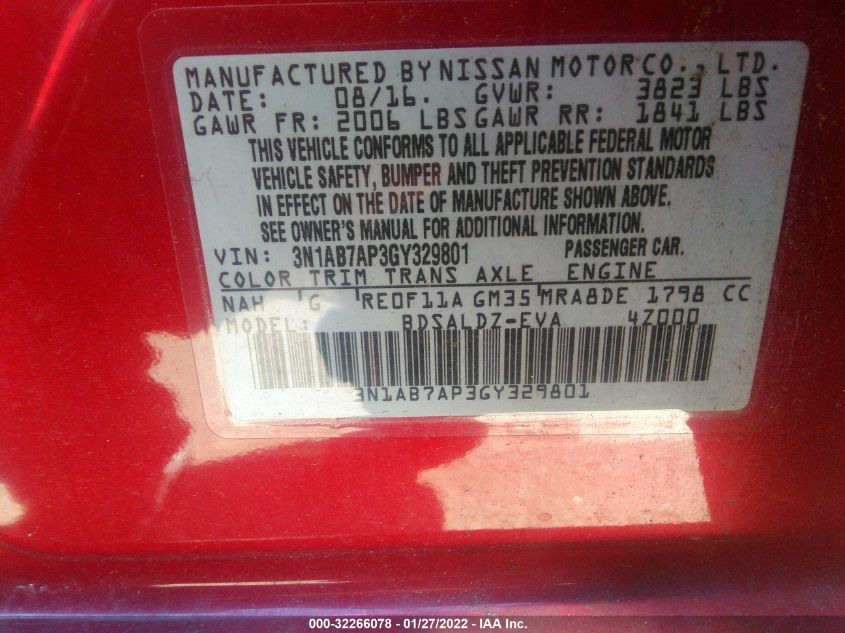 MANUFACTURED BY NISSAN MOTOR CO., LTD.
DATE: 08/16. GVWR: 3823 LBS
GAWR FR: 2006 LBS GAWR RR: 1841 LBS
THIS VEHICLE CONFORMS TO ALL APPLICABLE FEDERAL MOTOR
VEHICLE SAFETY, BUMPER AND THEFT PREVENTION STANDARDS
IN EFFECT ON THE DATE OF MANUFACTURE SHOWN ABOVE.
SEE OWNER'S MANUAL FOR ADDITIONAL INFORMATION.
VIN: 3N1AB7AP3GY329801 PASSENGER CAR.
COLOR TRIM TRANS AXLE ENGINE
NAH G RE0F11A GM35 MRA8DE 1798 CC
MODEL: BDSALDZ-EVA 4Z000
3N1AB7AP3GY329801
000-32266078 - 01/27/2022 - IAA Inc.